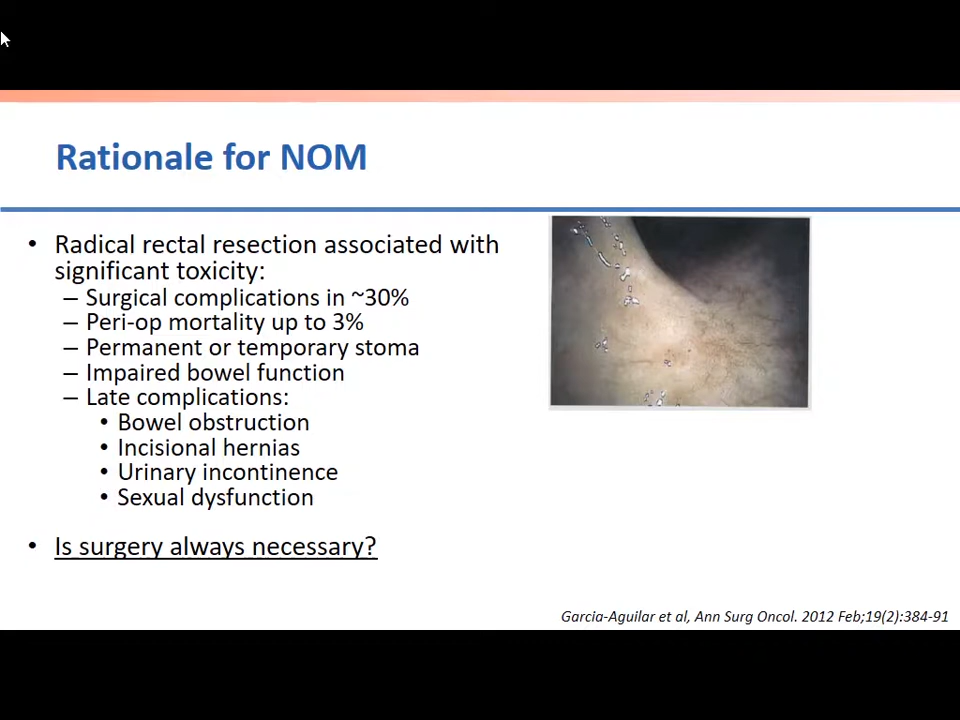 Rationale for NOM
• Radical rectal resection associated with
significant toxicity:
– Surgical complications in ~30%
– Peri-op mortality up to 3%
– Permanent or temporary stoma
– Impaired bowel function
– Late complications:
• Bowel obstruction
• Incisional hernias
• Urinary incontinence
• Sexual dysfunction
• Is surgery always necessary?
Garcia-Aguilar et al, Ann Surg Oncol. 2012 Feb;19(2):384-91